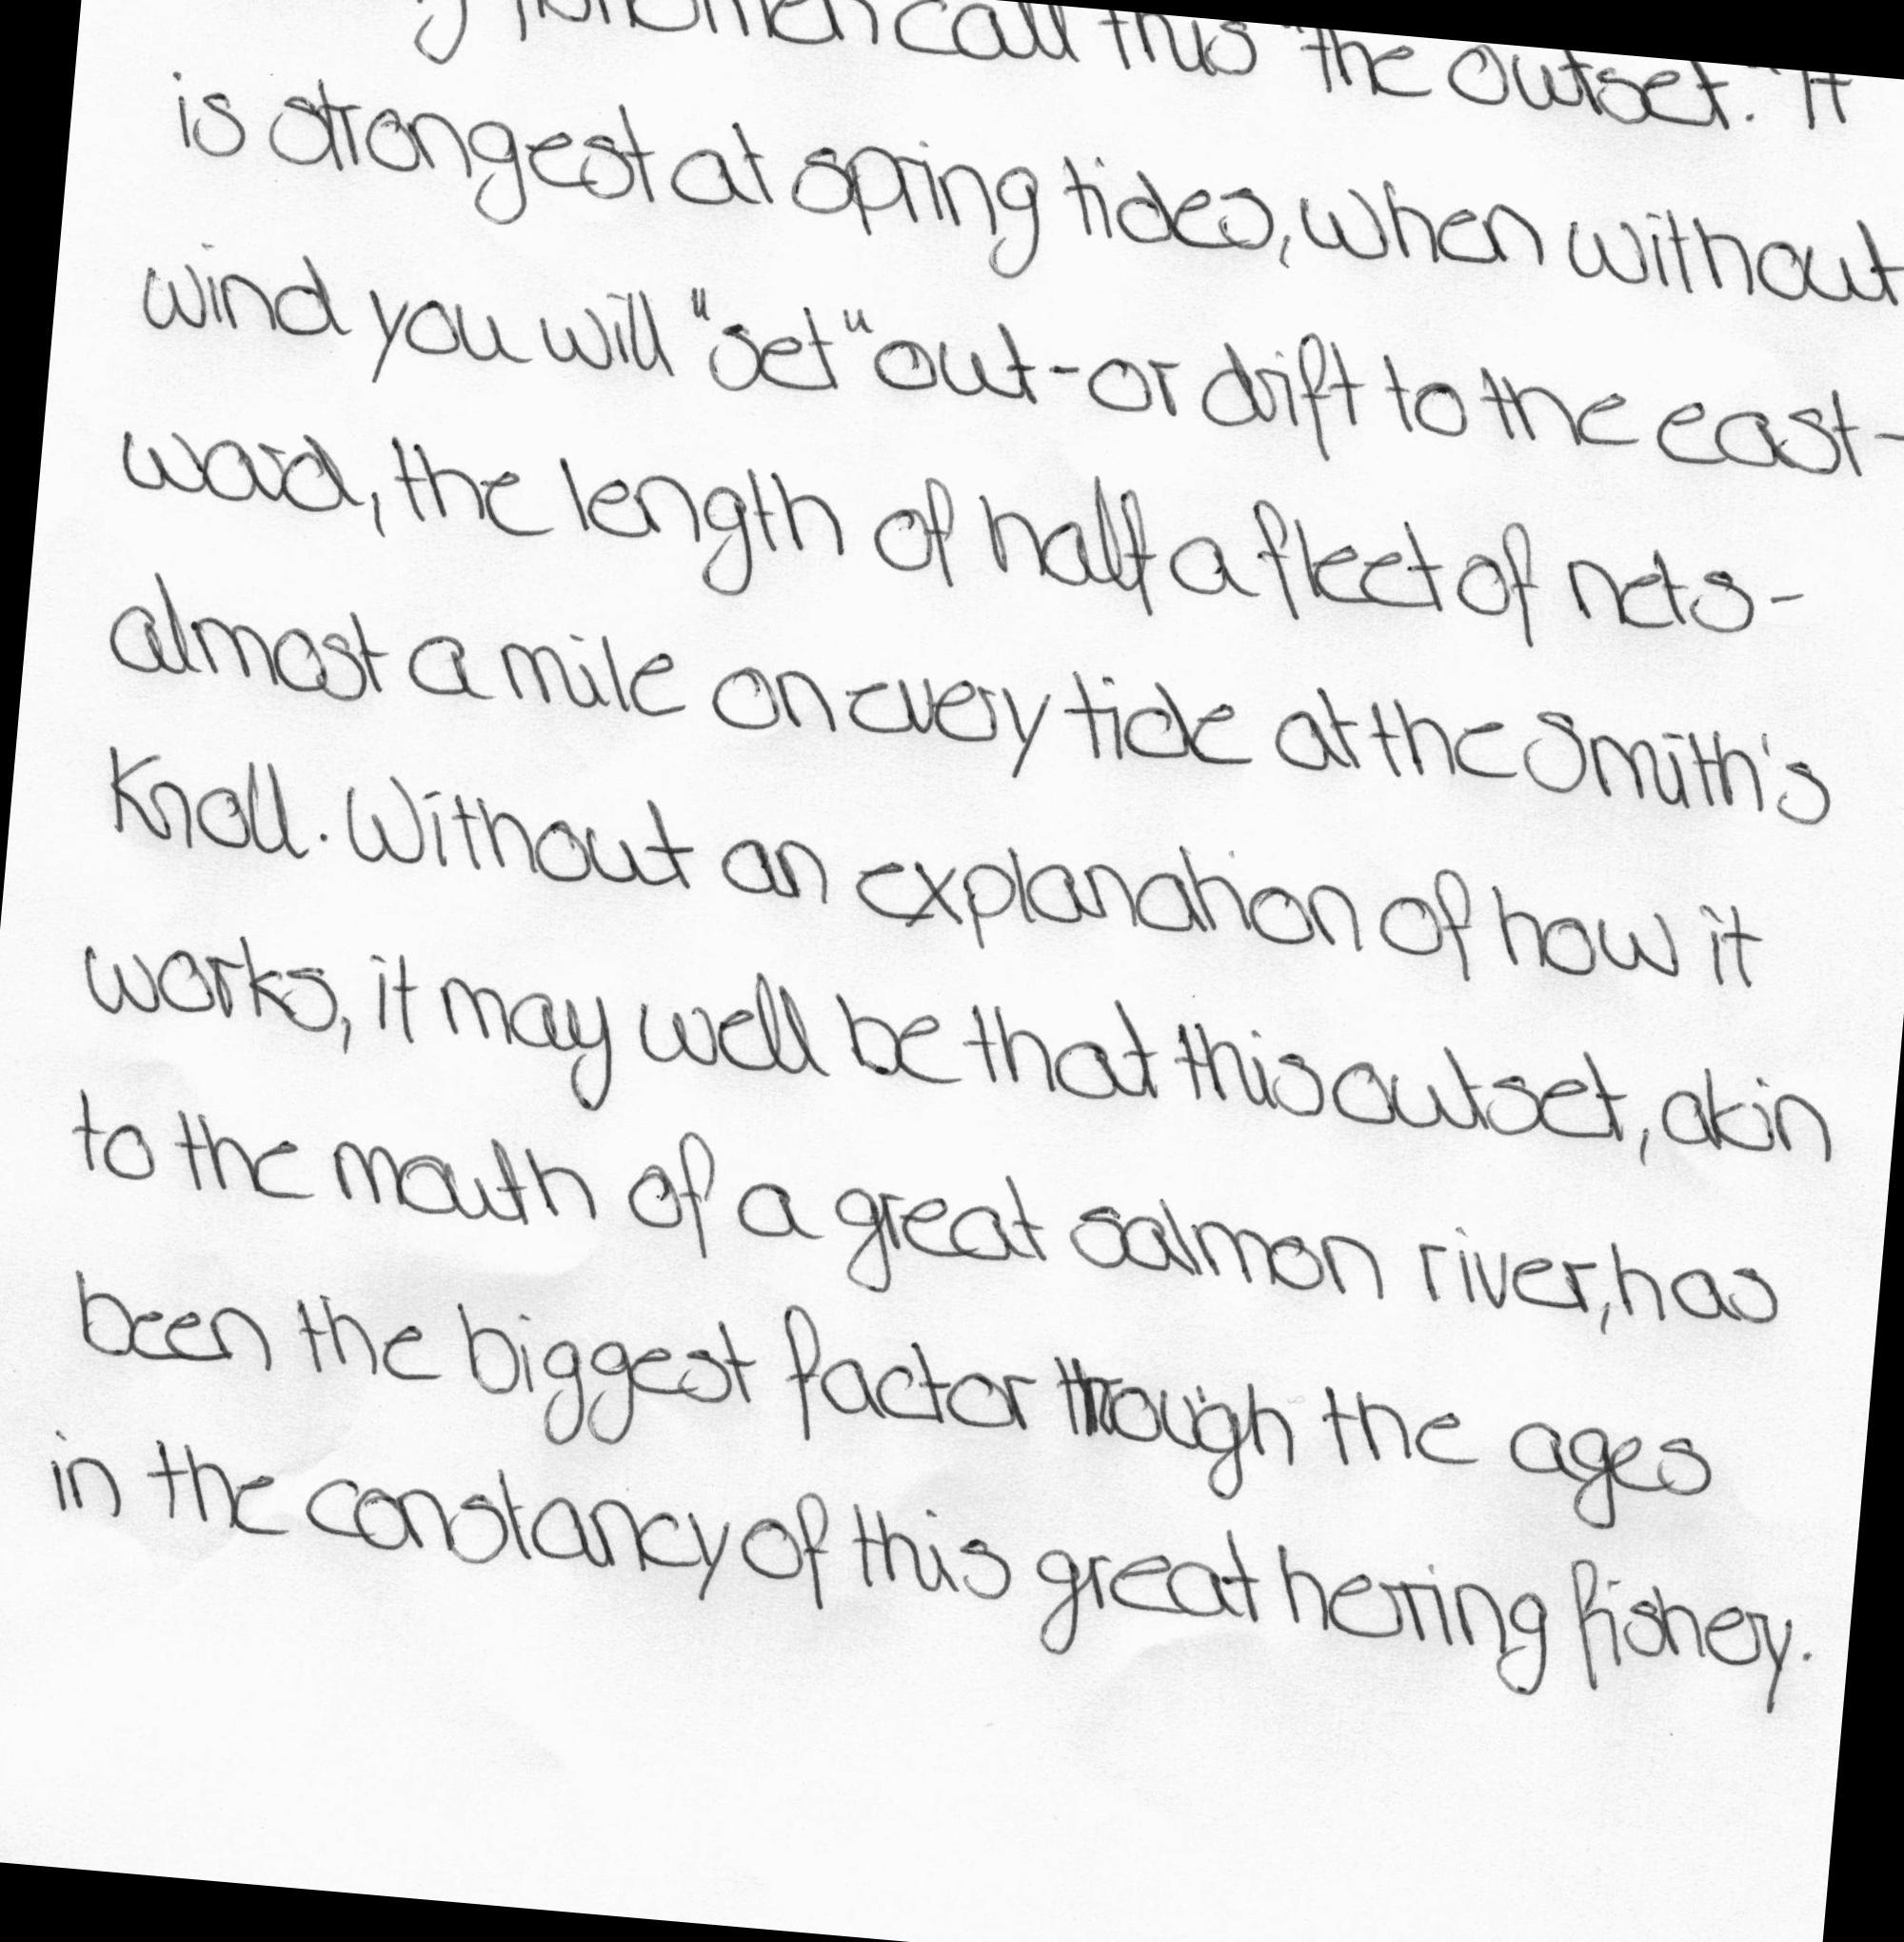 call this "the outset." It
is strongest at spring tides, when without
wind you will "set" out-or drift to the east-
ward, the length of half a fleet of nets-
almost a mile on every tide at the Smith's
Knoll. Without an explanation of how it
works, it may well be that this outset, akin
to the mouth of a great salmon river, has
been the biggest factor through the ages
in the constancy of this great herring fishery.